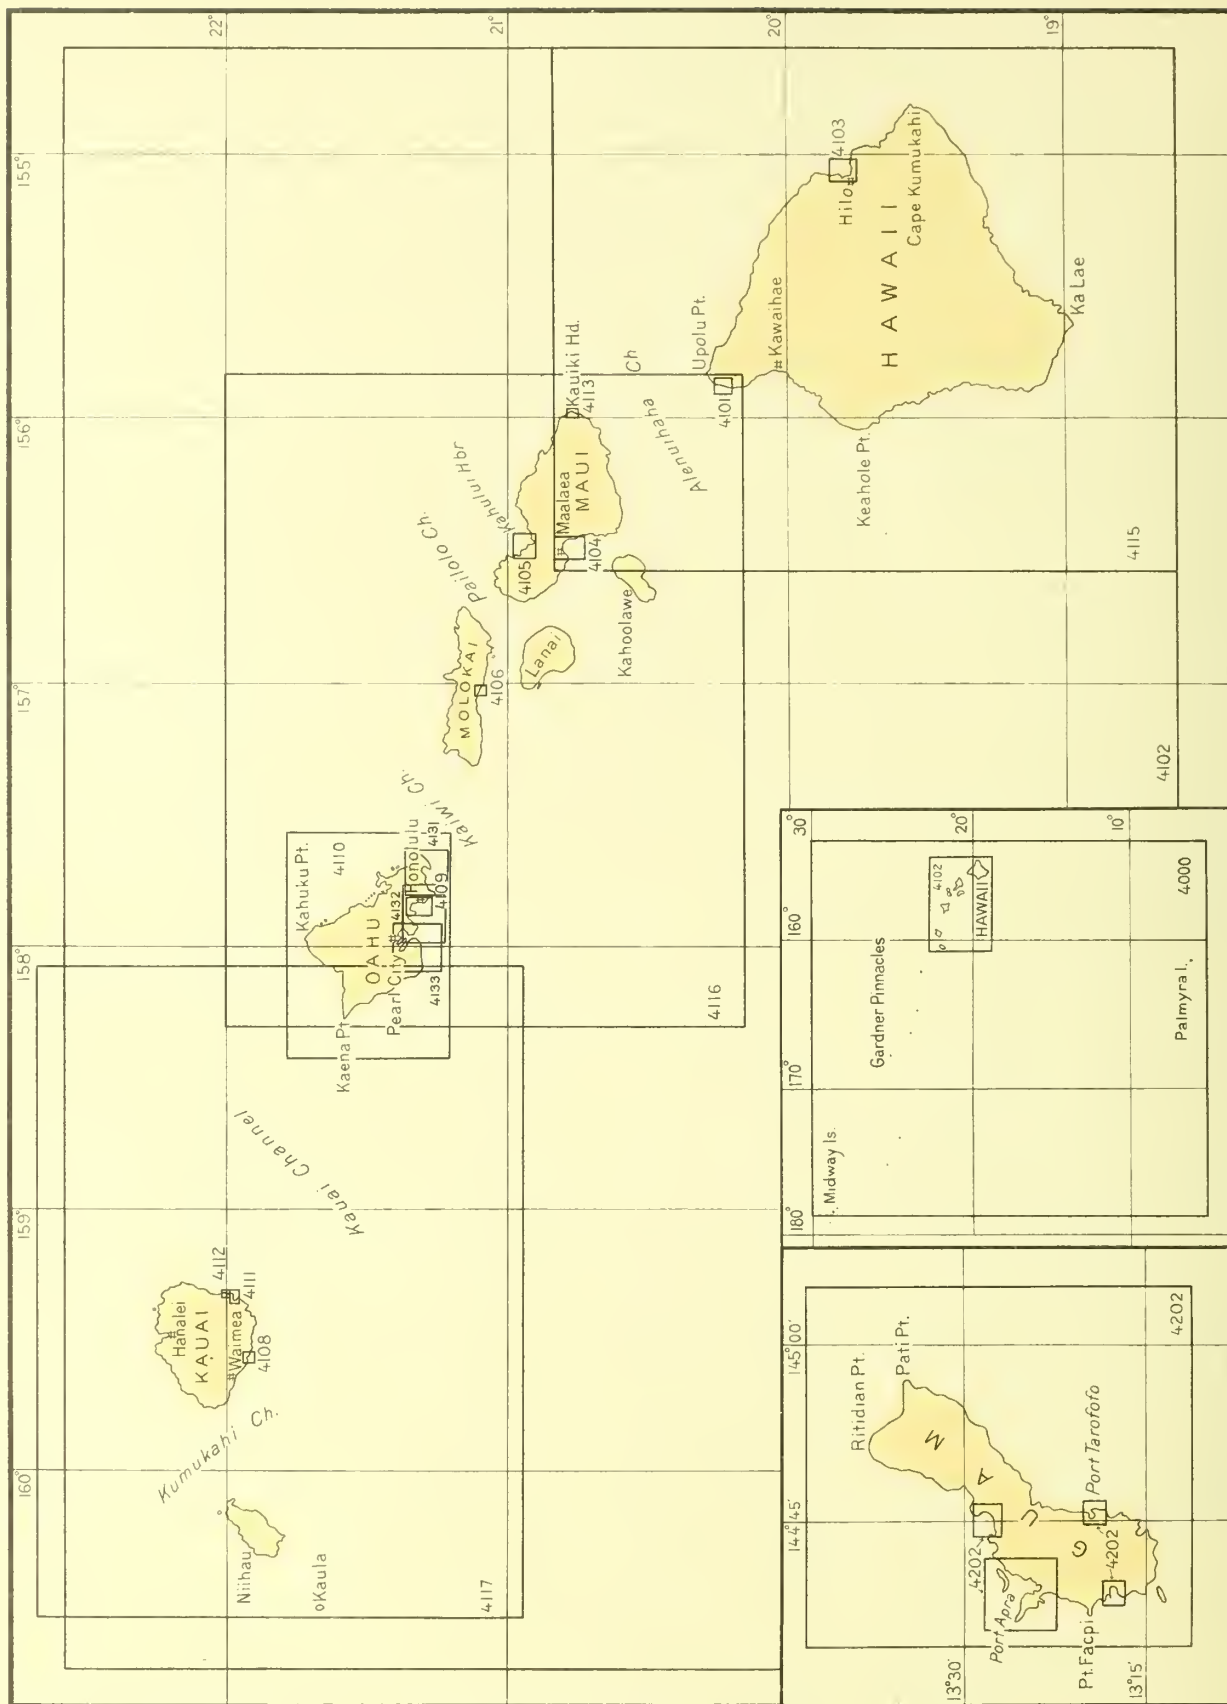 160°
159°
158°
157°
156°
155°
22°
21°
20°
19°
Kumukahi Ch.
Hanalei
KAUAI
Waimea
4112
4111
4108
Niihau
Kaula
4117
Kauai Channel
Kahuku Pt.
4110
OAHU
Kaena Pt.
Pearl City
4132
Honolulu
4131
4109
4133
Kaiwi Ch.
4116
MOLOKAI
4106
Pailolo Ch.
Kahului Hbr
4105
Lanai
Maalaea
MAUI
4104
Kauiki Hd.
4113
Kahoolawe
Alenuihaha Ch
Upolu Pt.
4101
Kawaihae
4103
Hilo
HAWAII
Cape Kumukahi
Keahole Pt.
Ka Lae
4115
4102
144°45'
145°00'
13°30'
13°15'
Ritidian Pt.
Pati Pt.
GUAM
4202
Port Apra
Port Tarofofo
4202
Pt. Facpi
4202
180°
170°
160°
30°
20°
10°
Midway Is.
Gardner Pinnacles
4102
HAWAII
Palmyra I.
4000